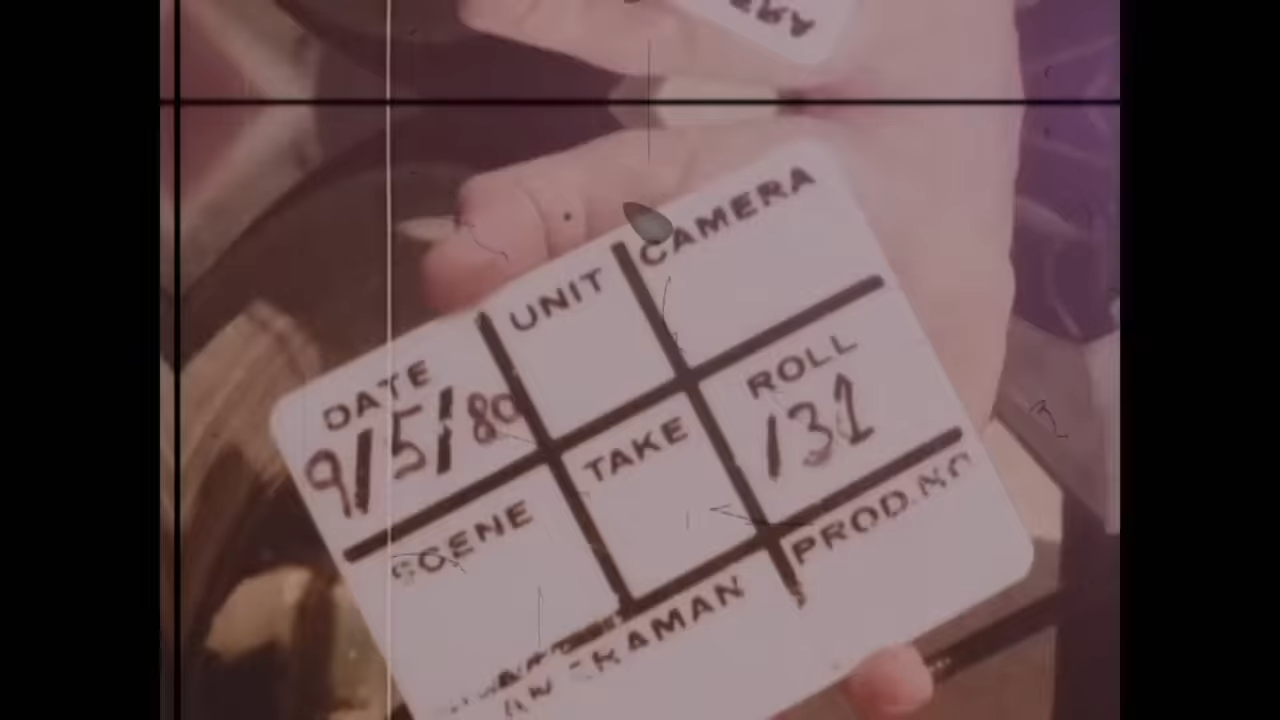 DATE
9/5/80
UNIT
CAMERA
SCENE
TAKE
ROLL
131
PROD.NO